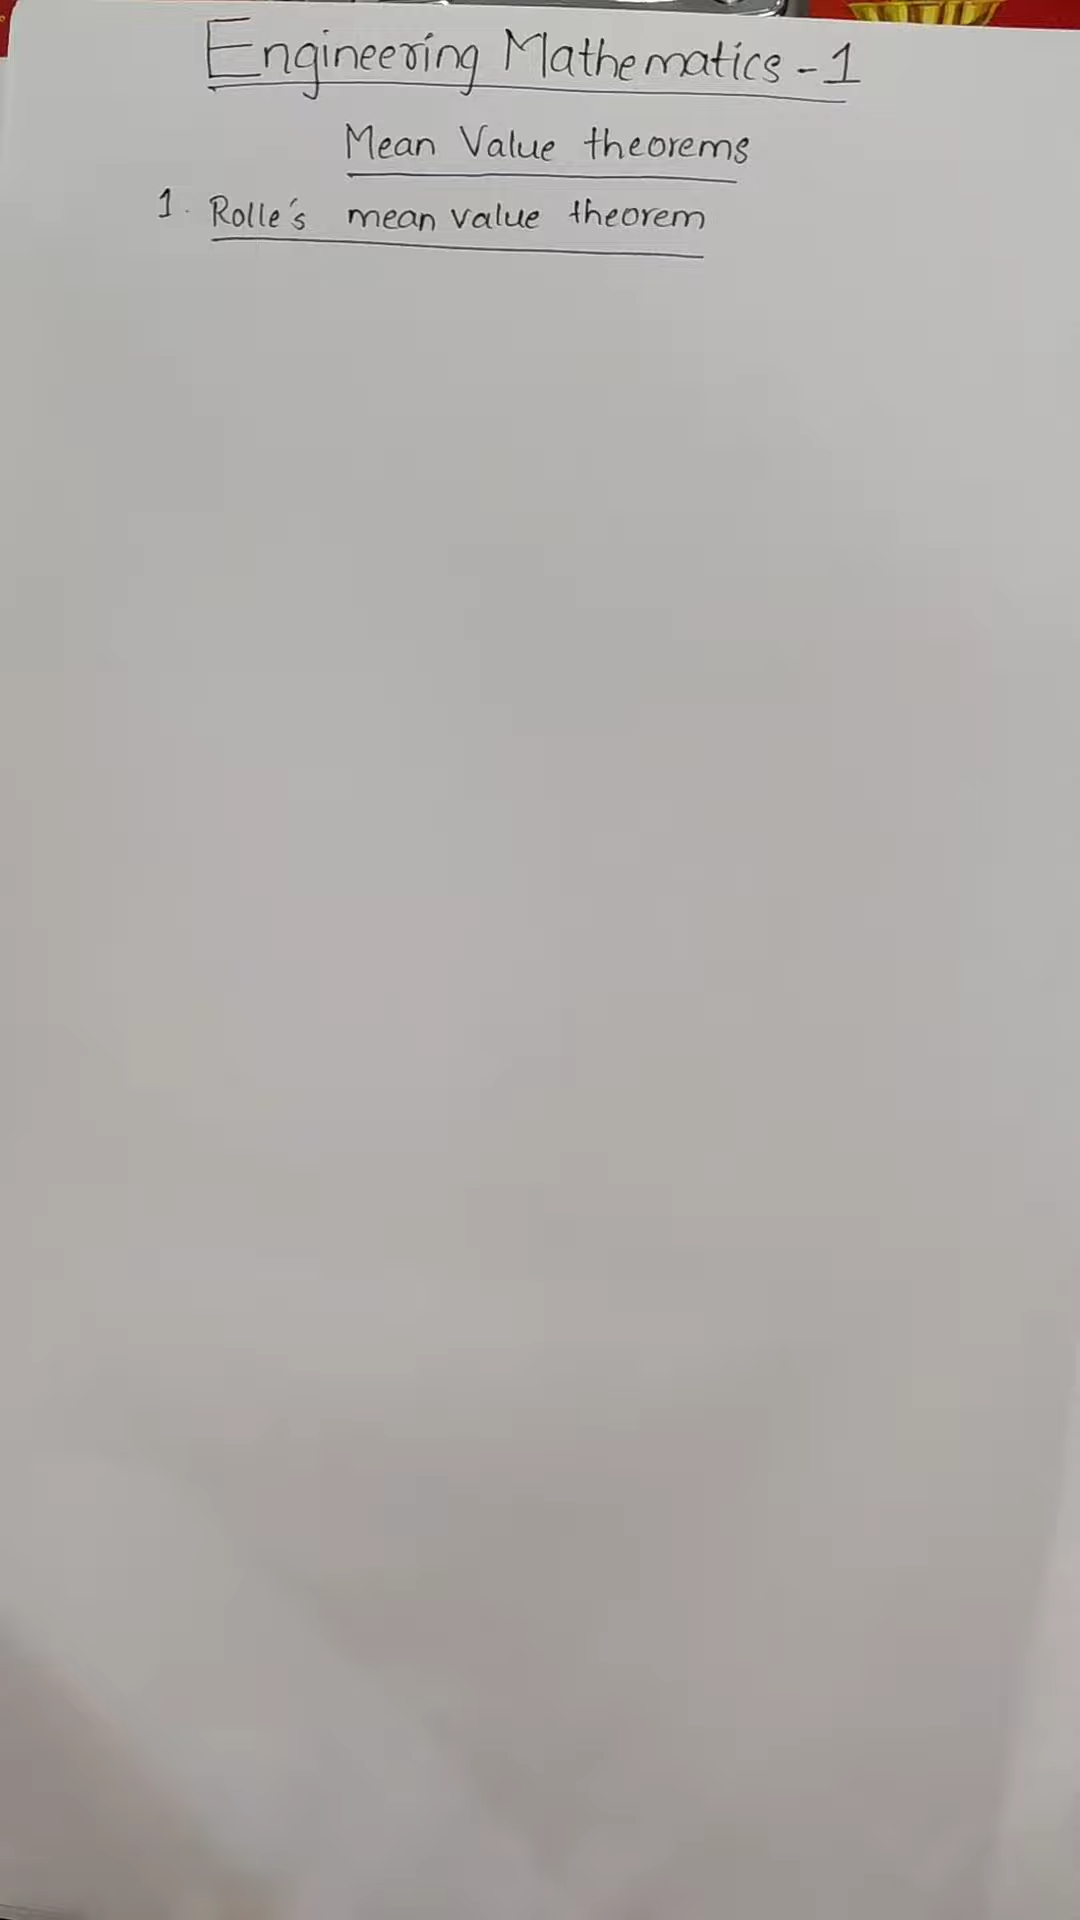 Engineering Mathematics - 1
Mean Value theorems
1. Rolle's mean value theorem